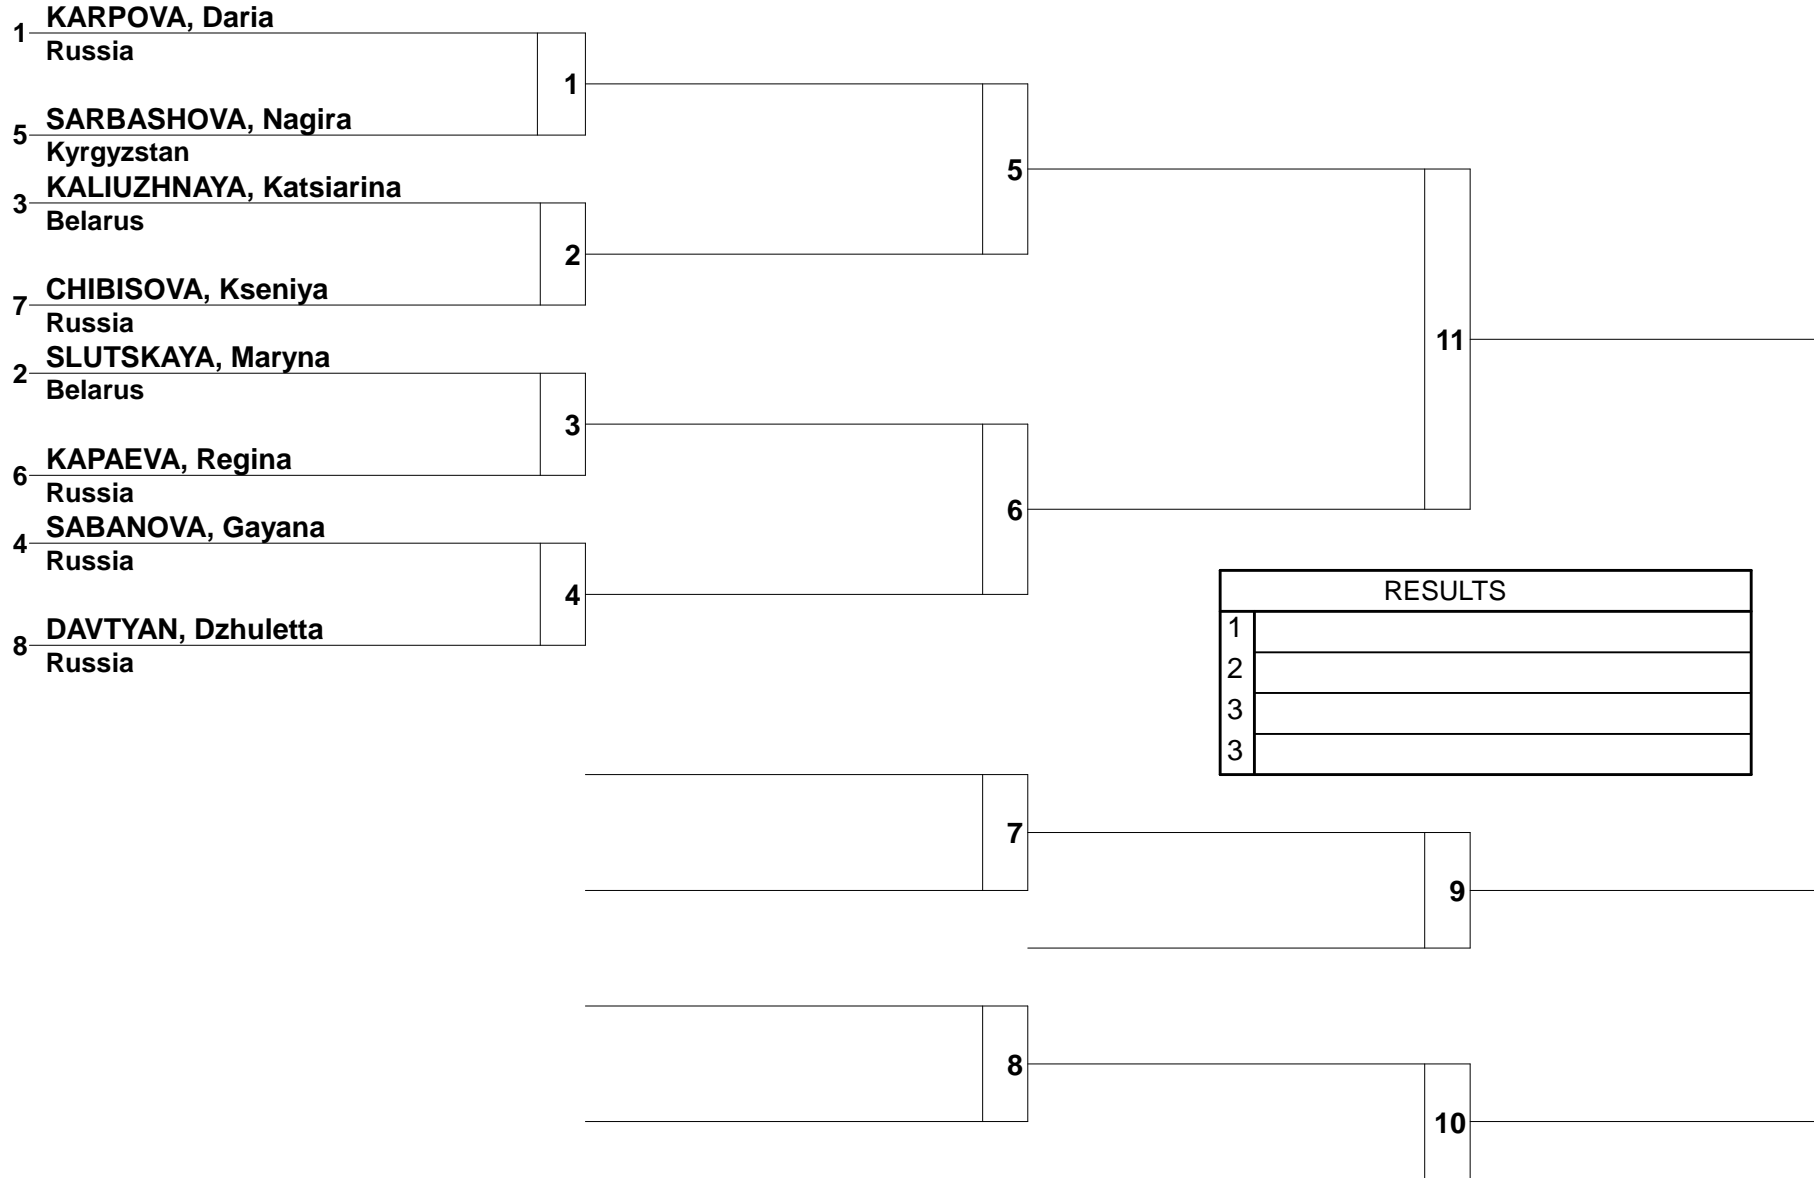 1 KARPOVA, Daria
Russia
1
5 SARBASHOVA, Nagira
Kyrgyzstan
5
3 KALIUZHNAYA, Katsiarina
Belarus
2
7 CHIBISOVA, Kseniya
Russia
11
2 SLUTSKAYA, Maryna
Belarus
3
6 KAPAEVA, Regina
Russia
6
4 SABANOVA, Gayana
Russia
4
8 DAVTYAN, Dzhuletta
Russia
RESULTS
1
2
3
3
7
9
8
10